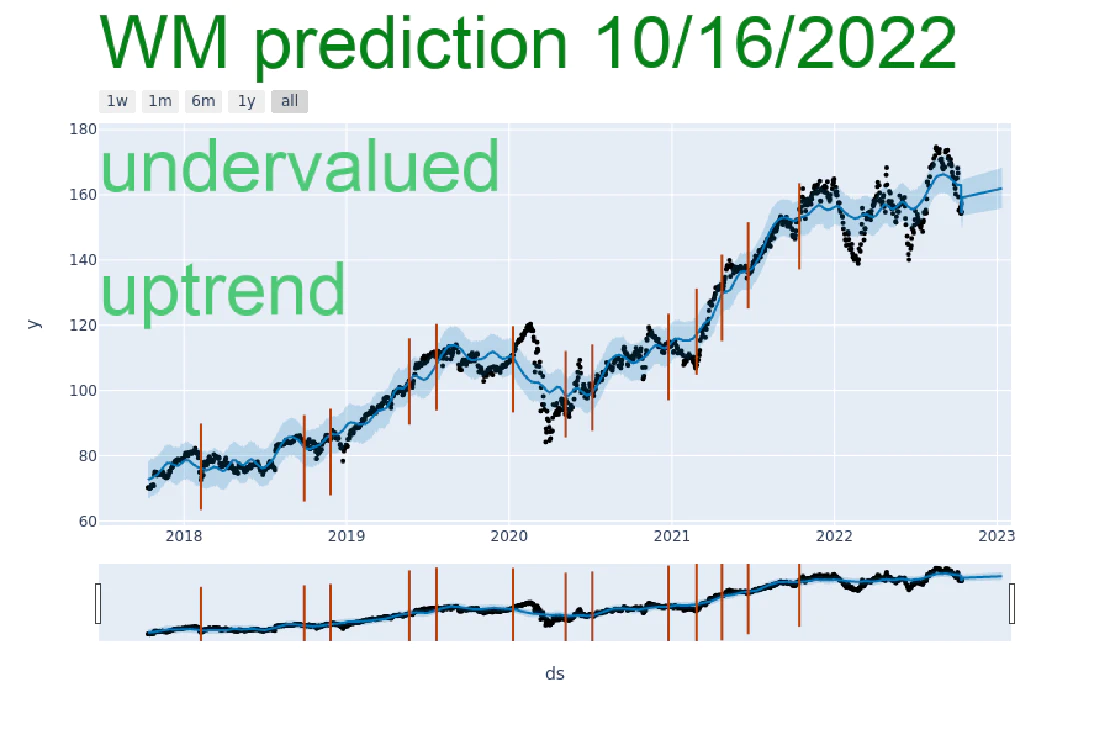 WM prediction 10/16/2022
1w 1m 6m 1y all
undervalued
uptrend
y
180
160
140
120
100
80
60
2018 2019 2020 2021 2022 2023
ds